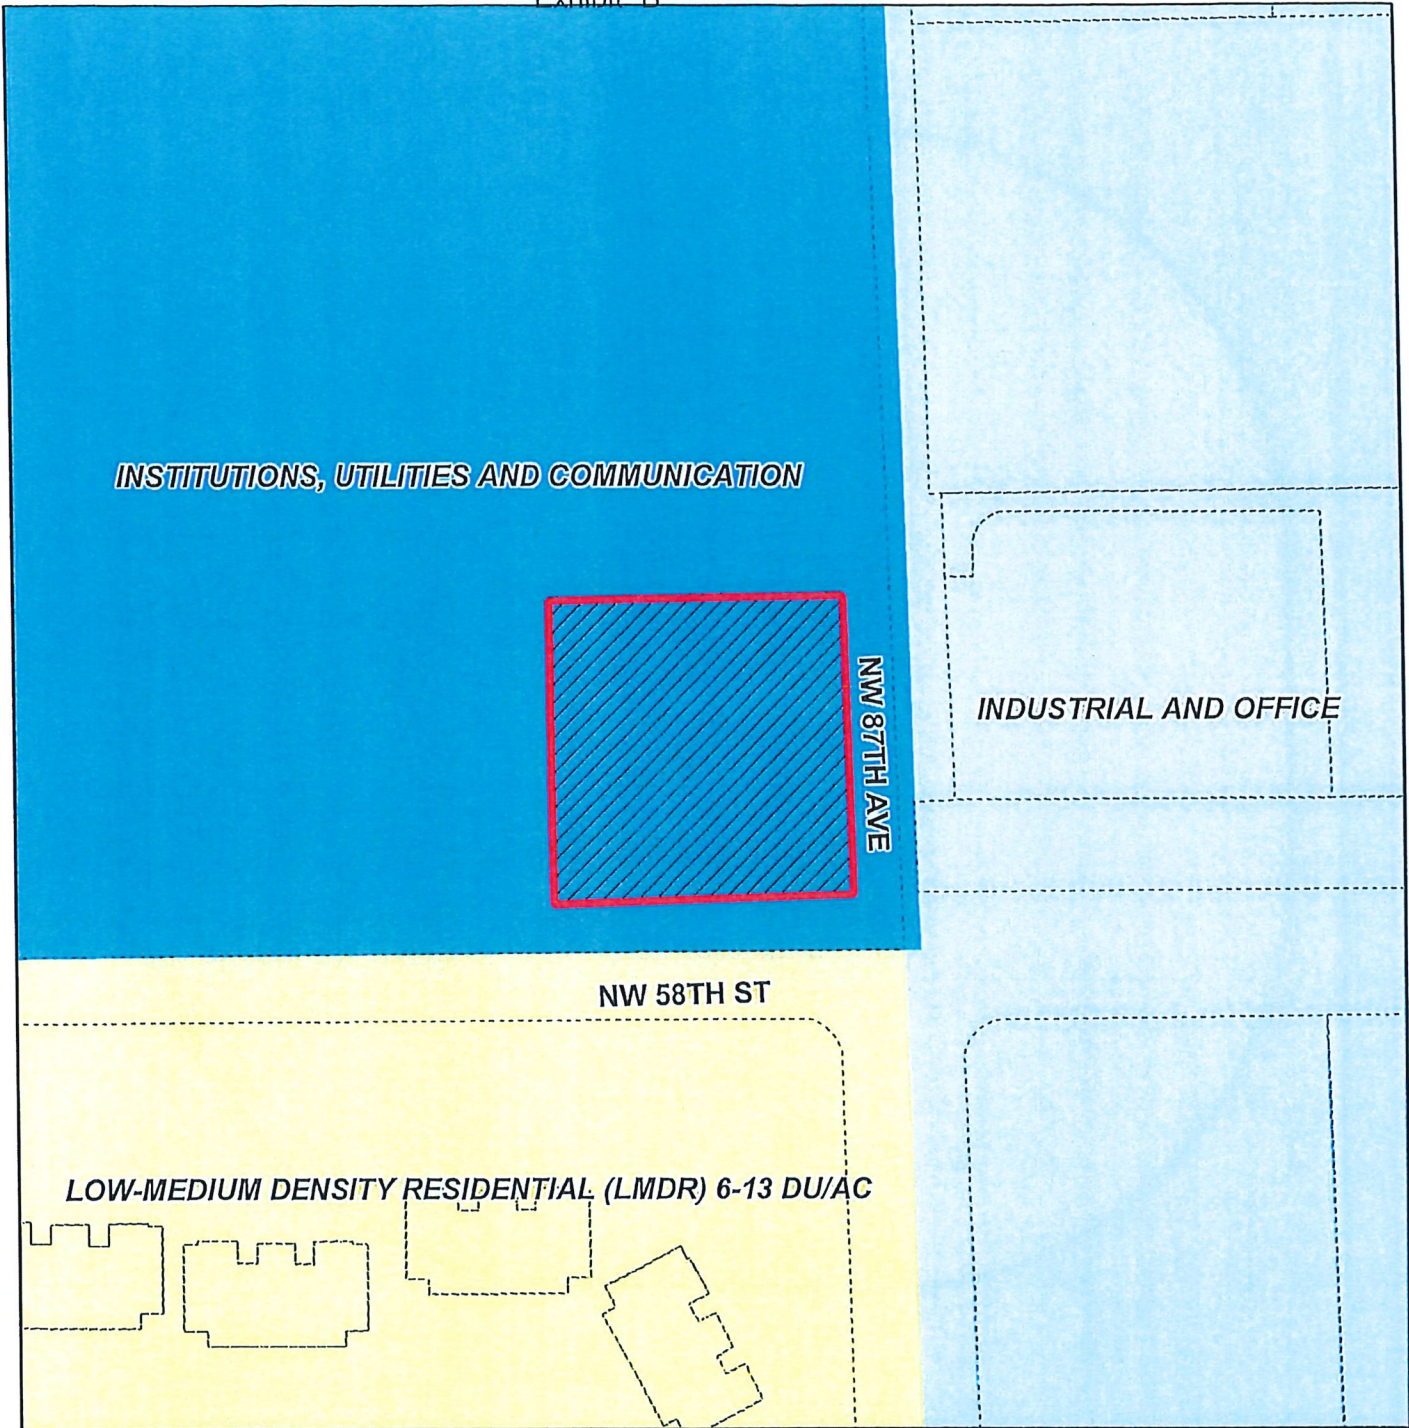 INSTITUTIONS, UTILITIES AND COMMUNICATION
NW 87TH AVE
INDUSTRIAL AND OFFICE
NW 58TH ST
LOW-MEDIUM DENSITY RESIDENTIAL (LMDR) 6-13 DU/AC